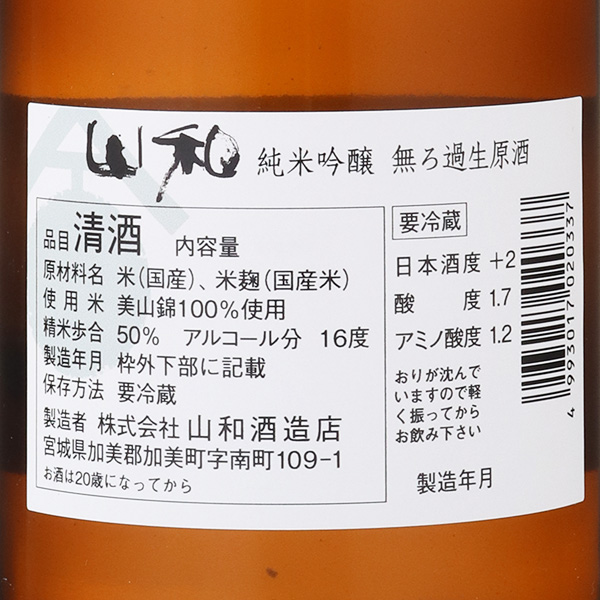 山和 純米吟醸 無ろ過生原酒
品目 清酒 内容量
原材料名 米(国産)、米麹(国産米)
使用米 美山錦100%使用
精米歩合 50% アルコール分 16度
製造年月 枠外下部に記載
保存方法 要冷蔵
製造者 株式会社 山和酒造店
宮城県加美郡加美町字南町109-1
お酒は20歳になってから
要冷蔵
日本酒度 +2
酸度 1.7
アミノ酸度 1.2
おりが沈んで
いますので軽
く振ってから
お飲み下さい
製造年月
4 993017 020337